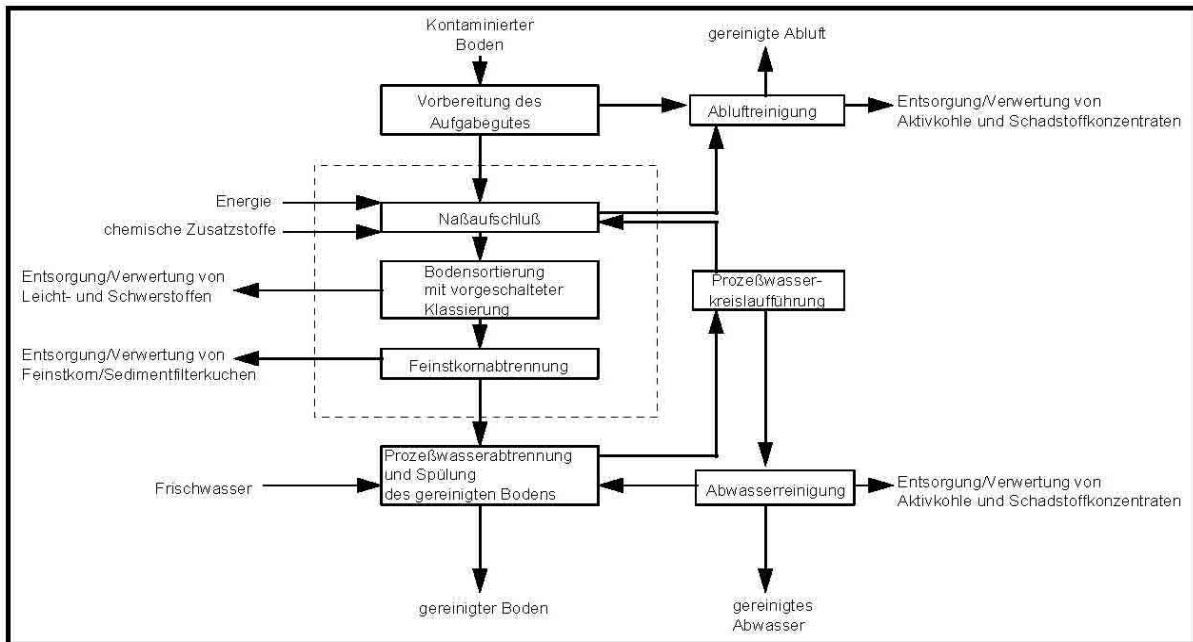 Kontaminierter
Boden
gereinigte Abluft
Vorbereitung des
Aufgabegutes
Abluftreinigung
Entsorgung/Verwertung von
Aktivkohle und Schadstoffkonzentraten
Energie
chemische Zusatzstoffe
Naßaufschluß
Entsorgung/Verwertung von
Leicht- und Schwerstoffen
Bodensortierung
mit vorgeschalteter
Klassierung
Prozeßwasser-
kreislaufführung
Entsorgung/Verwertung von
Feinstkorn/Sedimentfilterkuchen
Feinstkornabtrennung
Prozeßwasserabtrennung
und Spülung
des gereinigten Bodens
Frischwasser
Abwasserreinigung
Entsorgung/Verwertung von
Aktivkohle und Schadstoffkonzentraten
gereinigter Boden
gereinigtes
Abwasser